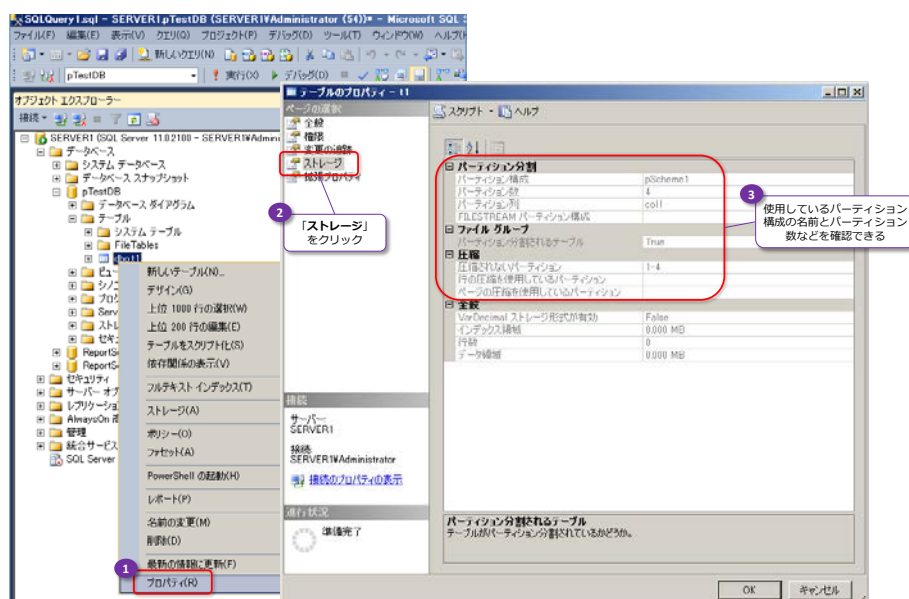 SQLQuery1.sql - SERVER1.pTestDB (SERVER1¥Administrator (54))* - Microsoft SQL S
ファイル(F) 編集(E) 表示(V) クエリ(Q) プロジェクト(P) デバッグ(D) ツール(T) ウィンドウ(W) ヘルプ(H
新しいクエリ(N)
pTestDB 実行(X) デバッグ(D)
オブジェクト エクスプローラー
接続
SERVER1 (SQL Server 11.0.2100 - SERVER1¥Admini
データベース
システム データベース
データベース スナップショット
pTestDB
データベース ダイアグラム
テーブル
システム テーブル
FileTables
dbo.t1
ビュー
シノニ
プログ
Serv
ストレ
セキュ
ReportSe
ReportSe
セキュリティ
サーバー オブ
レプリケーショ
AlwaysOn 高
管理
統合サービス
SQL Server
新しいテーブル(N)...
デザイン(G)
上位 1000 行の選択(W)
上位 200 行の編集(E)
テーブルをスクリプト化(S)
依存関係の表示(V)
フルテキスト インデックス(T)
ストレージ(A)
ポリシー(O)
ファセット(A)
PowerShell の起動(H)
レポート(P)
名前の変更(M)
削除(D)
最新の情報に更新(F)
プロパティ(R)
1
テーブルのプロパティ - t1
ページの選択
全般
権限
変更の追跡
ストレージ
拡張プロパティ
2
「ストレージ」
をクリック
接続
サーバー:
SERVER1
接続:
SERVER1¥Administrator
接続のプロパティの表示
進行状況
準備完了
スクリプト ヘルプ
パーティション分割
パーティション構成 pScheme1
パーティション数 4
パーティション列 col1
FILESTREAM パーティション構成
ファイル グループ
パーティション分割されるテーブル True
圧縮
圧縮されないパーティション 1-4
行の圧縮を使用しているパーティション
ページの圧縮を使用しているパーティション
全般
VarDecimal ストレージ形式が有効 False
インデックス領域 0.000 MB
行数 0
データ領域 0.000 MB
3
使用しているパーティション
構成の名前とパーティション
数などを確認できる
パーティション分割されるテーブル
テーブルがパーティション分割されているかどうか。
OK キャンセル